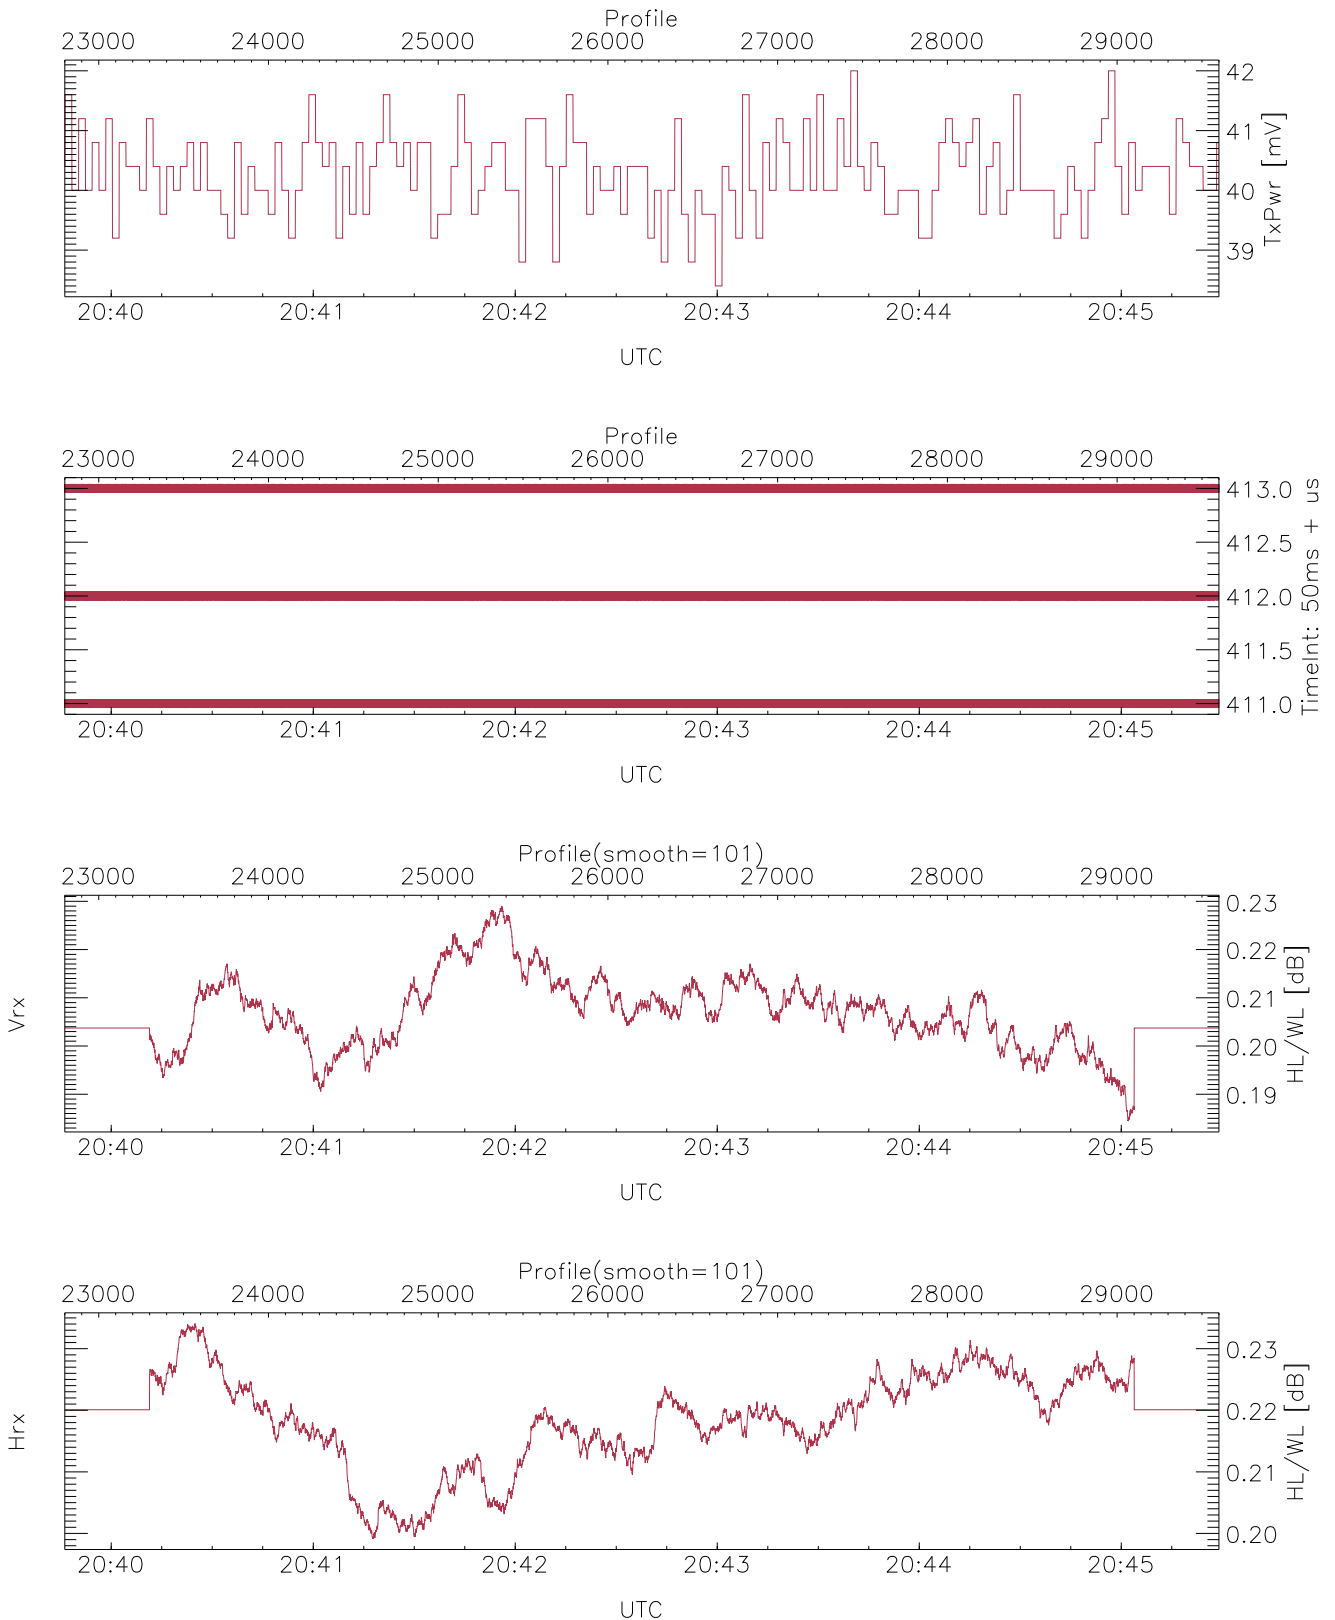 Profile
23000 24000 25000 26000 27000 28000 29000
42
41
40
39
TxPwr [mV]
20:40 20:41 20:42 20:43 20:44 20:45
UTC
Profile
23000 24000 25000 26000 27000 28000 29000
413.0
412.5
412.0
411.5
411.0
TimeInt: 50ms + us
20:40 20:41 20:42 20:43 20:44 20:45
UTC
Profile(smooth=101)
23000 24000 25000 26000 27000 28000 29000
Vrx
0.23
0.22
0.21
0.20
0.19
HL/WL [dB]
20:40 20:41 20:42 20:43 20:44 20:45
UTC
Profile(smooth=101)
23000 24000 25000 26000 27000 28000 29000
Hrx
0.23
0.22
0.21
0.20
HL/WL [dB]
20:40 20:41 20:42 20:43 20:44 20:45
UTC